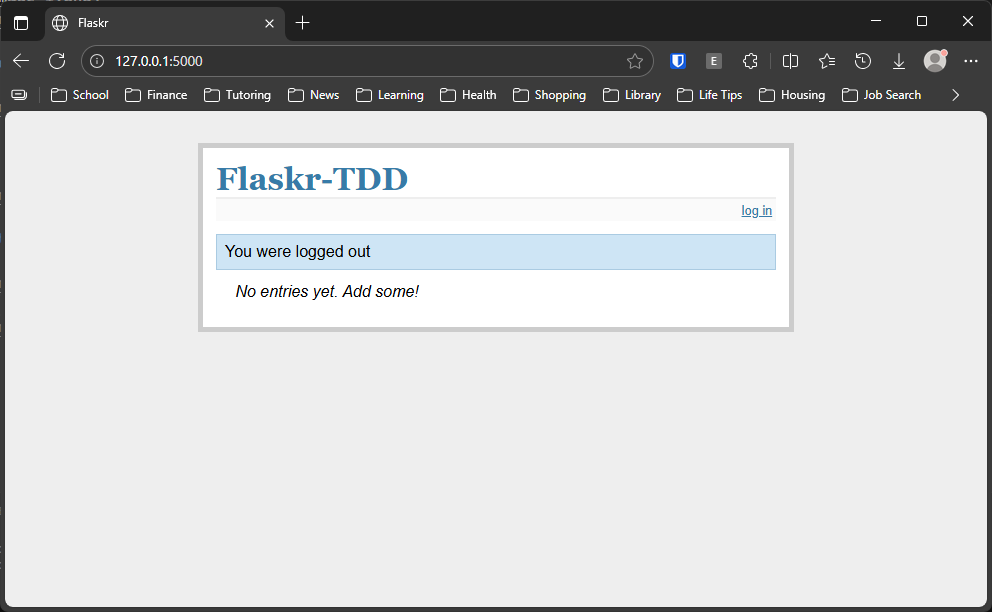 Flaskr
127.0.0.1:5000
E
School Finance Tutoring News Learning Health Shopping Library Life Tips Housing Job Search
Flaskr-TDD
log in
You were logged out
No entries yet. Add some!